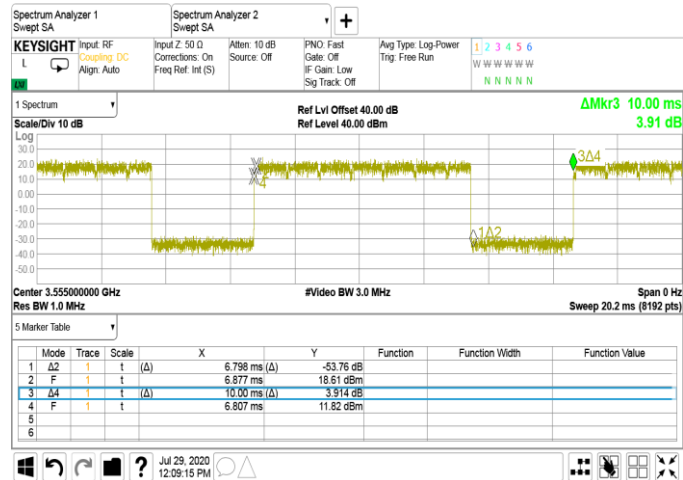 Spectrum Analyzer 1
Swept SA
Spectrum Analyzer 2
Swept SA
+
KEYSIGHT
L
Input: RF
Coupling: DC
Align: Auto
Input Z: 50 Ω
Corrections: On
Freq Ref: Int (S)
Atten: 10 dB
Source: Off
PNO: Fast
Gate: Off
IF Gain: Low
Sig Track: Off
Avg Type: Log-Power
Trig: Free Run
1 2 3 4 5 6
W W W W W W
N N N N N
1 Spectrum
Scale/Div 10 dB
Log
Ref Lvl Offset 40.00 dB
Ref Level 40.00 dBm
ΔMkr3 10.00 ms
3.91 dB
30.0
20.0
10.0
0.00
-10.0
-20.0
-30.0
-40.0
-50.0
4
3Δ4
1Δ2
Center 3.555000000 GHz
Res BW 1.0 MHz
#Video BW 3.0 MHz
Span 0 Hz
Sweep 20.2 ms (8192 pts)
5 Marker Table
Mode Trace Scale X Y Function Function Width Function Value
1 Δ2 1 t (Δ) 6.798 ms (Δ) -53.76 dB
2 F 1 t 6.877 ms 18.61 dBm
3 Δ4 1 t (Δ) 10.00 ms (Δ) 3.914 dB
4 F 1 t 6.807 ms 11.82 dBm
5
6
?
Jul 29, 2020
12:09:15 PM